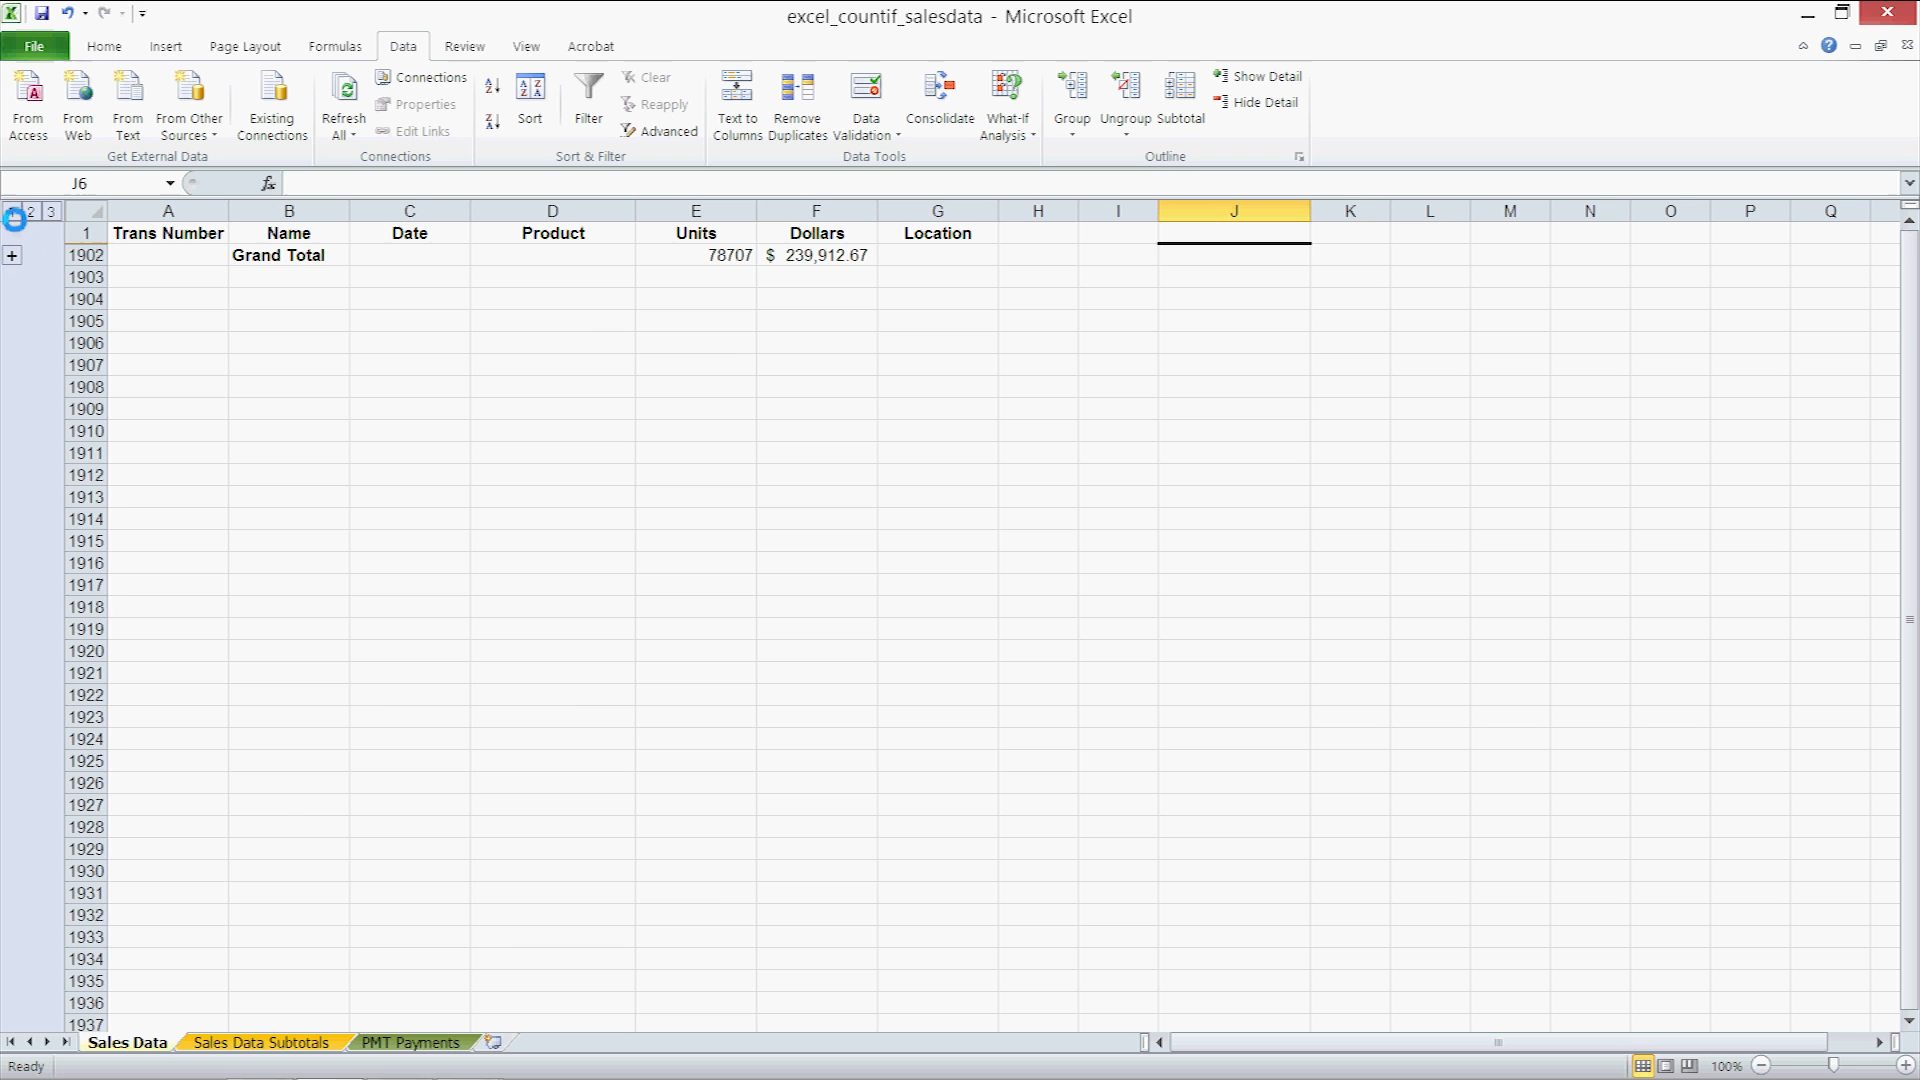 excel_countif_salesdata - Microsoft Excel
File Home Insert Page Layout Formulas Data Review View Acrobat
From Access
From Web
From Text
From Other Sources
Existing Connections
Get External Data
Refresh All
Connections
Properties
Edit Links
Connections
Sort
Filter
Clear
Reapply
Advanced
Sort & Filter
Text to Columns
Remove Duplicates
Data Validation
Consolidate
What-If Analysis
Data Tools
Group
Ungroup
Subtotal
Show Detail
Hide Detail
Outline
J6 fx
2 3 A B C D E F G H I J K L M N O P Q
1 Trans Number Name Date Product Units Dollars Location
1902 Grand Total 78707 $ 239,912.67
1903
1904
1905
1906
1907
1908
1909
1910
1911
1912
1913
1914
1915
1916
1917
1918
1919
1920
1921
1922
1923
1924
1925
1926
1927
1928
1929
1930
1931
1932
1933
1934
1935
1936
1937
Sales Data Sales Data Subtotals PMT Payments
Ready 100%